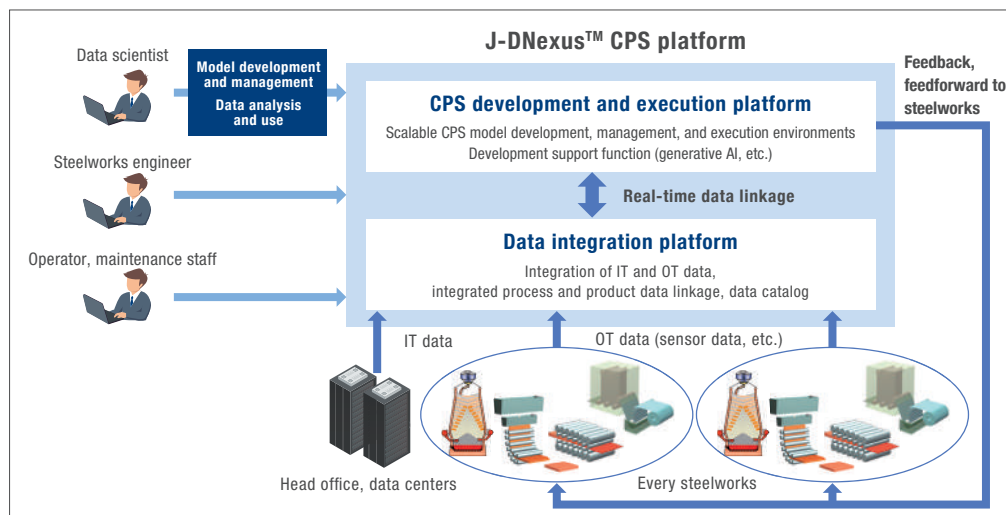 J-DNexus™ CPS platform
Data scientist
Model development
and management
Data analysis
and use
Feedback,
feedforward to
steelworks
CPS development and execution platform
Scalable CPS model development, management, and execution environments
Development support function (generative AI, etc.)
Steelworks engineer
Real-time data linkage
Data integration platform
Operator, maintenance staff
Integration of IT and OT data,
integrated process and product data linkage, data catalog
IT data
OT data (sensor data, etc.)
Head office, data centers
Every steelworks